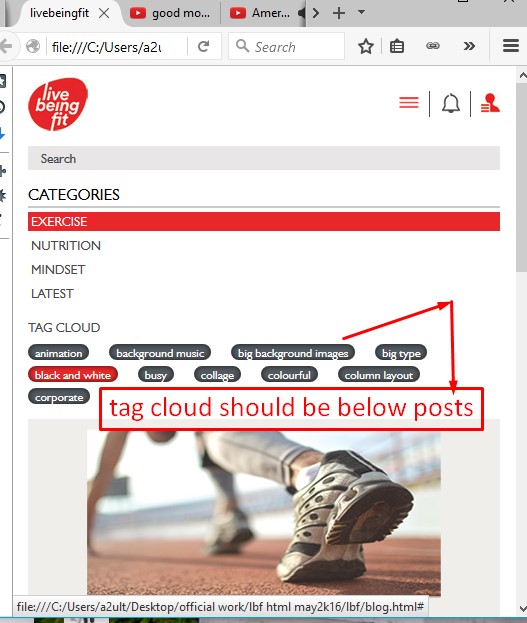 livebeingfit
good mo...
Amer...
file:///C:/Users/a2
Search
live
being
fit
Search
CATEGORIES
EXERCISE
NUTRITION
MINDSET
LATEST
TAG CLOUD
animation background music big background images big type
black and white busy collage colourful column layout
corporate
tag cloud should be below posts
file:///C:/Users/a2ult/Desktop/official work/lbf html may2k16/lbf/blog.html#